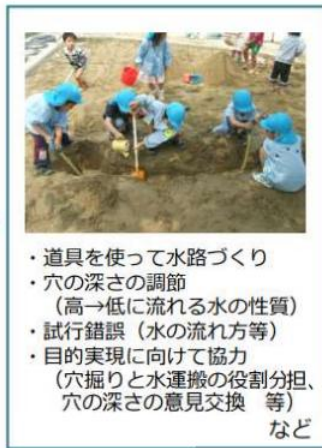 ・道具を使って水路づくり
・穴の深さの調節
（高→低に流れる水の性質）
・試行錯誤（水の流れ方等）
・目的実現に向けて協力
（穴掘りと水運搬の役割分担、
穴の深さの意見交換　等）
など